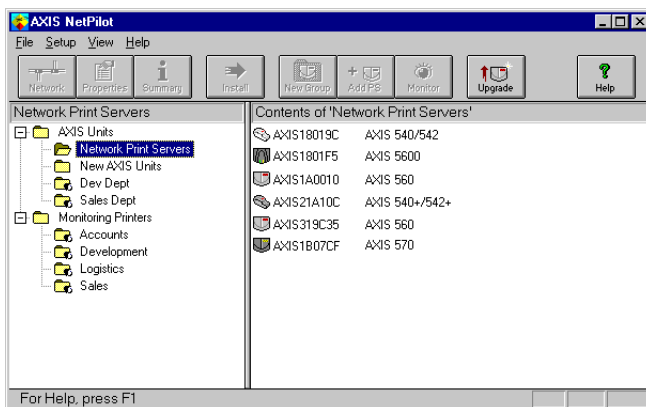 AXIS NetPilot
File Setup View Help
Network Properties Summary Install New Group Add PS Monitor Upgrade Help
Network Print Servers Contents of 'Network Print Servers'
AXIS Units
Network Print Servers
New AXIS Units
Dev Dept
Sales Dept
Monitoring Printers
Accounts
Development
Logistics
Sales
AXIS18019C AXIS 540/542
AXIS1801F5 AXIS 5600
AXIS1A0010 AXIS 560
AXIS21A10C AXIS 540+/542+
AXIS319C35 AXIS 560
AXIS1B07CF AXIS 570
For Help, press F1